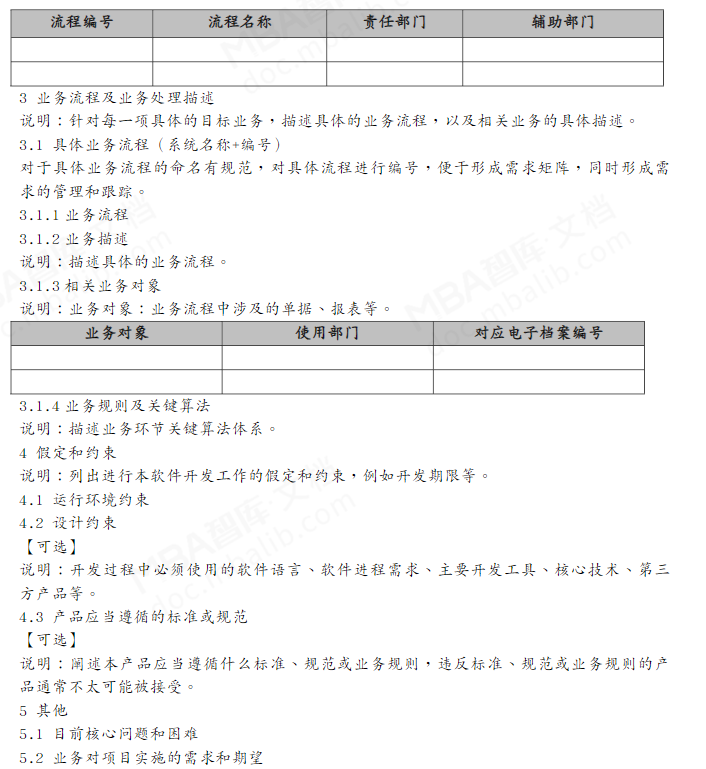 流程编号 流程名称 责任部门 辅助部门
3 业务流程及业务处理描述
说明：针对每一项具体的目标业务，描述具体的业务流程，以及相关业务的具体描述。
3.1 具体业务流程（系统名称+编号）
对于具体业务流程的命名有规范，对具体流程进行编号，便于形成需求矩阵，同时形成需
求的管理和跟踪。
3.1.1业务流程
3.1.2业务描述
说明：描述具体的业务流程。
3.1.3相关业务对象
说明：业务对象：业务流程中涉及的单据、报表等。
业务对象 使用部门 对应电子档案编号
3.1.4业务规则及关键算法
说明：描述业务环节关键算法体系。
4 假定和约束
说明：列出进行本软件开发工作的假定和约束，例如开发期限等。
4.1 运行环境约束
4.2 设计约束
【可选】
说明：开发过程中必须使用的软件语言、软件进程需求、主要开发工具、核心技术、第三
方产品等。
4.3 产品应当遵循的标准或规范
【可选】
说明：阐述本产品应当遵循什么标准、规范或业务规则，违反标准、规范或业务规则的产
品通常不太可能被接受。
5 其他
5.1 目前核心问题和困难
5.2 业务对项目实施的需求和期望
MBA智库·文档
doc.mbalib.com